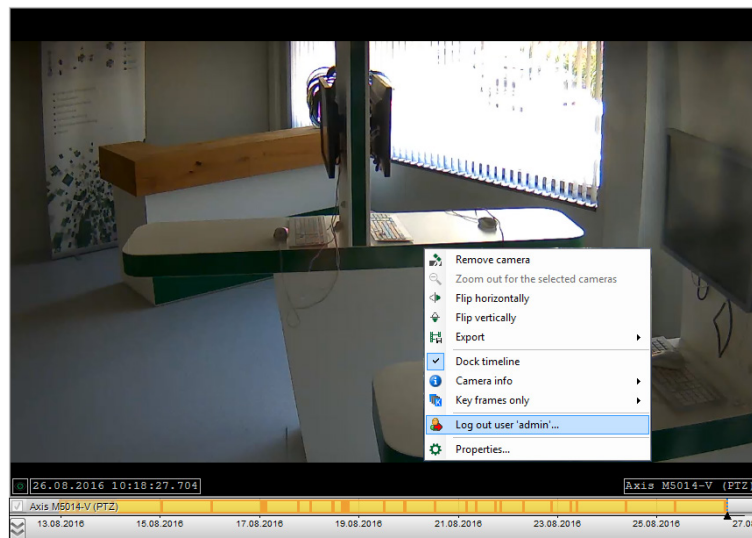 Remove camera
Zoom out for the selected cameras
Flip horizontally
Flip vertically
Export
Dock timeline
Camera info
Key frames only
Log out user 'admin'...
Properties...
26.08.2016 10:18:27.704
Axis M5014-V (PTZ)
Axis M5014-V (PTZ)
13.08.2016 15.08.2016 17.08.2016 19.08.2016 21.08.2016 23.08.2016 25.08.2016 27.08